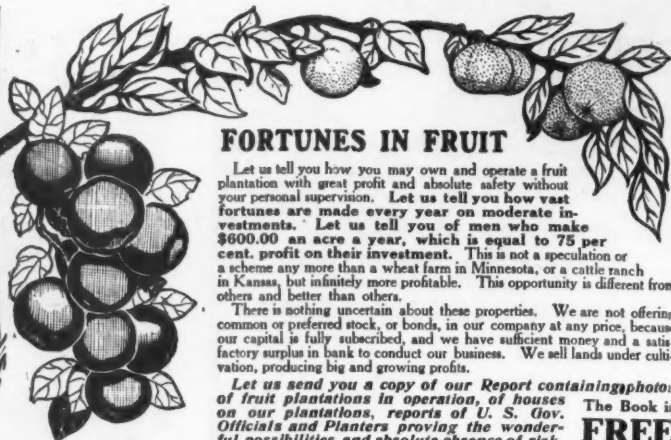 FORTUNES IN FRUIT
Let us tell you how you may own and operate a fruit
plantation with great profit and absolute safety without
your personal supervision. Let us tell you how vast
fortunes are made every year on moderate in-
vestments. Let us tell you of men who make
$600.00 an acre a year, which is equal to 75 per
cent. profit on their investment. This is not a speculation or
a scheme any more than a wheat farm in Minnesota, or a cattle ranch
in Kansas, but infinitely more profitable. This opportunity is different from
others and better than others.
There is nothing uncertain about these properties. We are not offering
common or preferred stock, or bonds, in our company at any price, becaus
our capital is fully subscribed, and we have sufficient money and a satis
factory surplus in bank to conduct our business. We sell lands under culti
vation, producing big and growing profits.
Let us send you a copy of our Report containing photos
of fruit plantations in operation, of houses
on our plantations, reports of U. S. Gov.
Officials and Planters proving the wonder-
ful possibilities and absolute absence of risk
The Book is
FREE